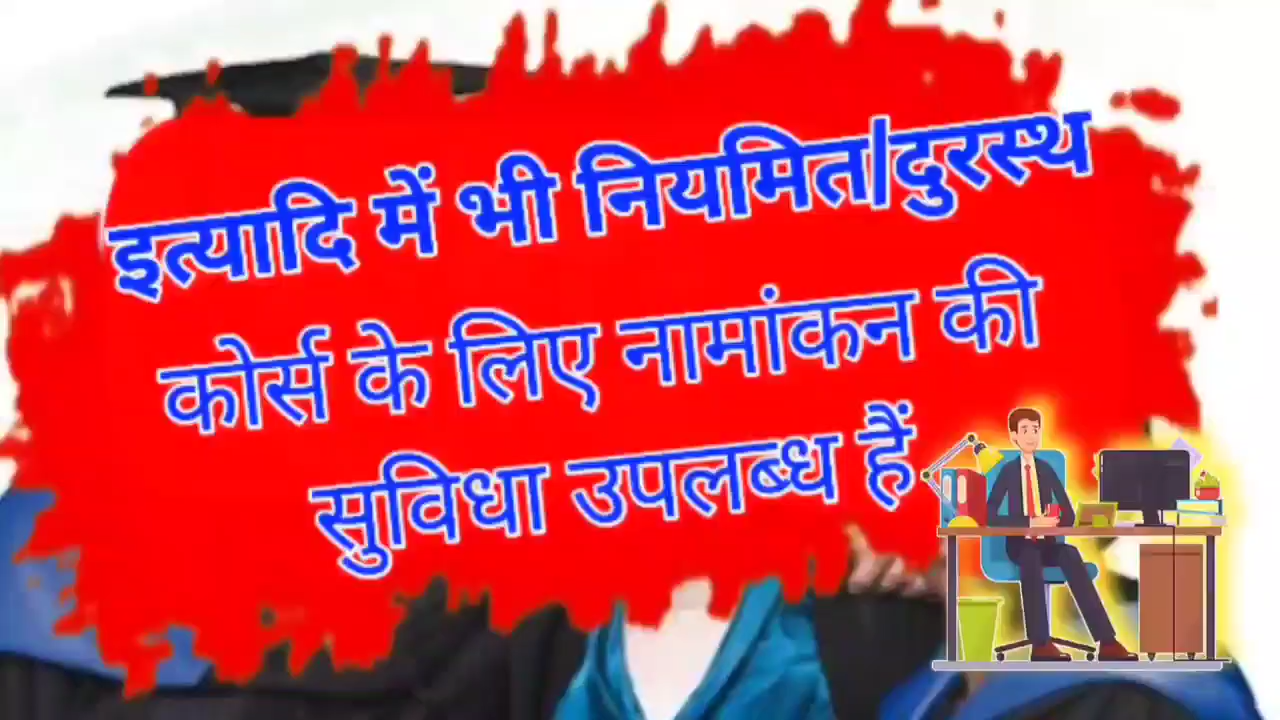 इत्यादि में भी नियमित/दुरस्थ
कोर्स के लिए नामांकन की
सुविधा उपलब्ध हैं